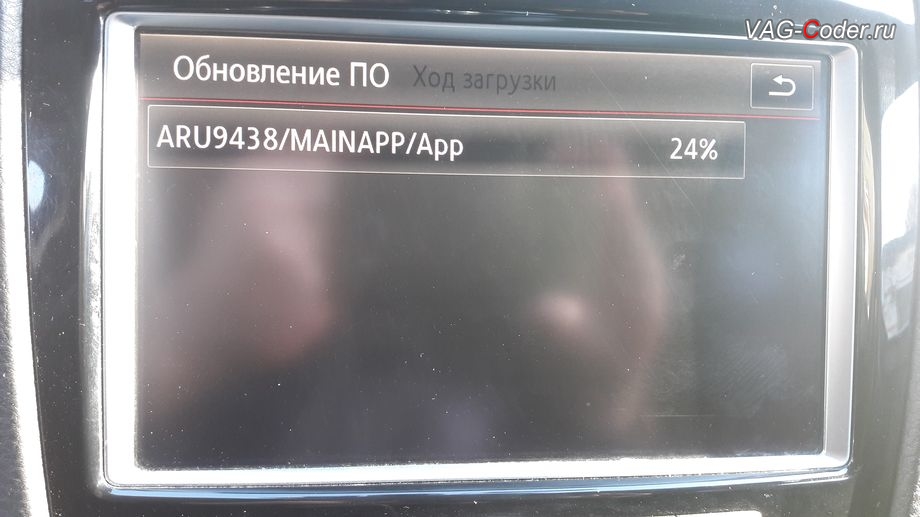 VAG-Coder.ru
Обновление ПО Ход загрузки
ARU9438/MAINAPP/App 24%